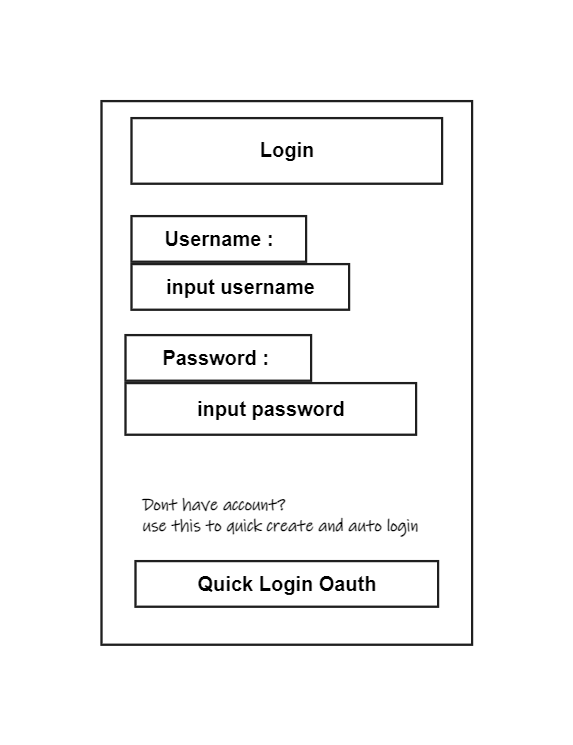 Login
Username :
input username
Password :
input password
Dont have account?
use this to quick create and auto login
Quick Login Oauth